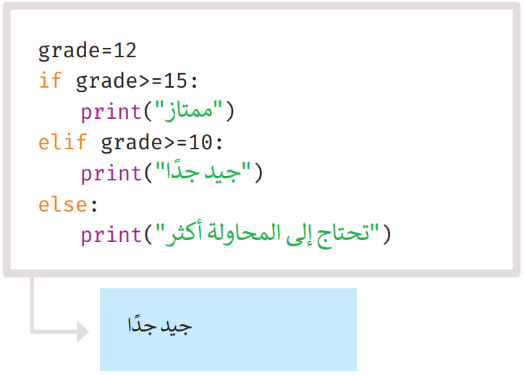 grade=12
if grade>=15:
print("ممتاز")
elif grade>=10:
print("جيد جدًا")
else:
print("تحتاج إلى المحاولة أكثر")
جيد جدًا